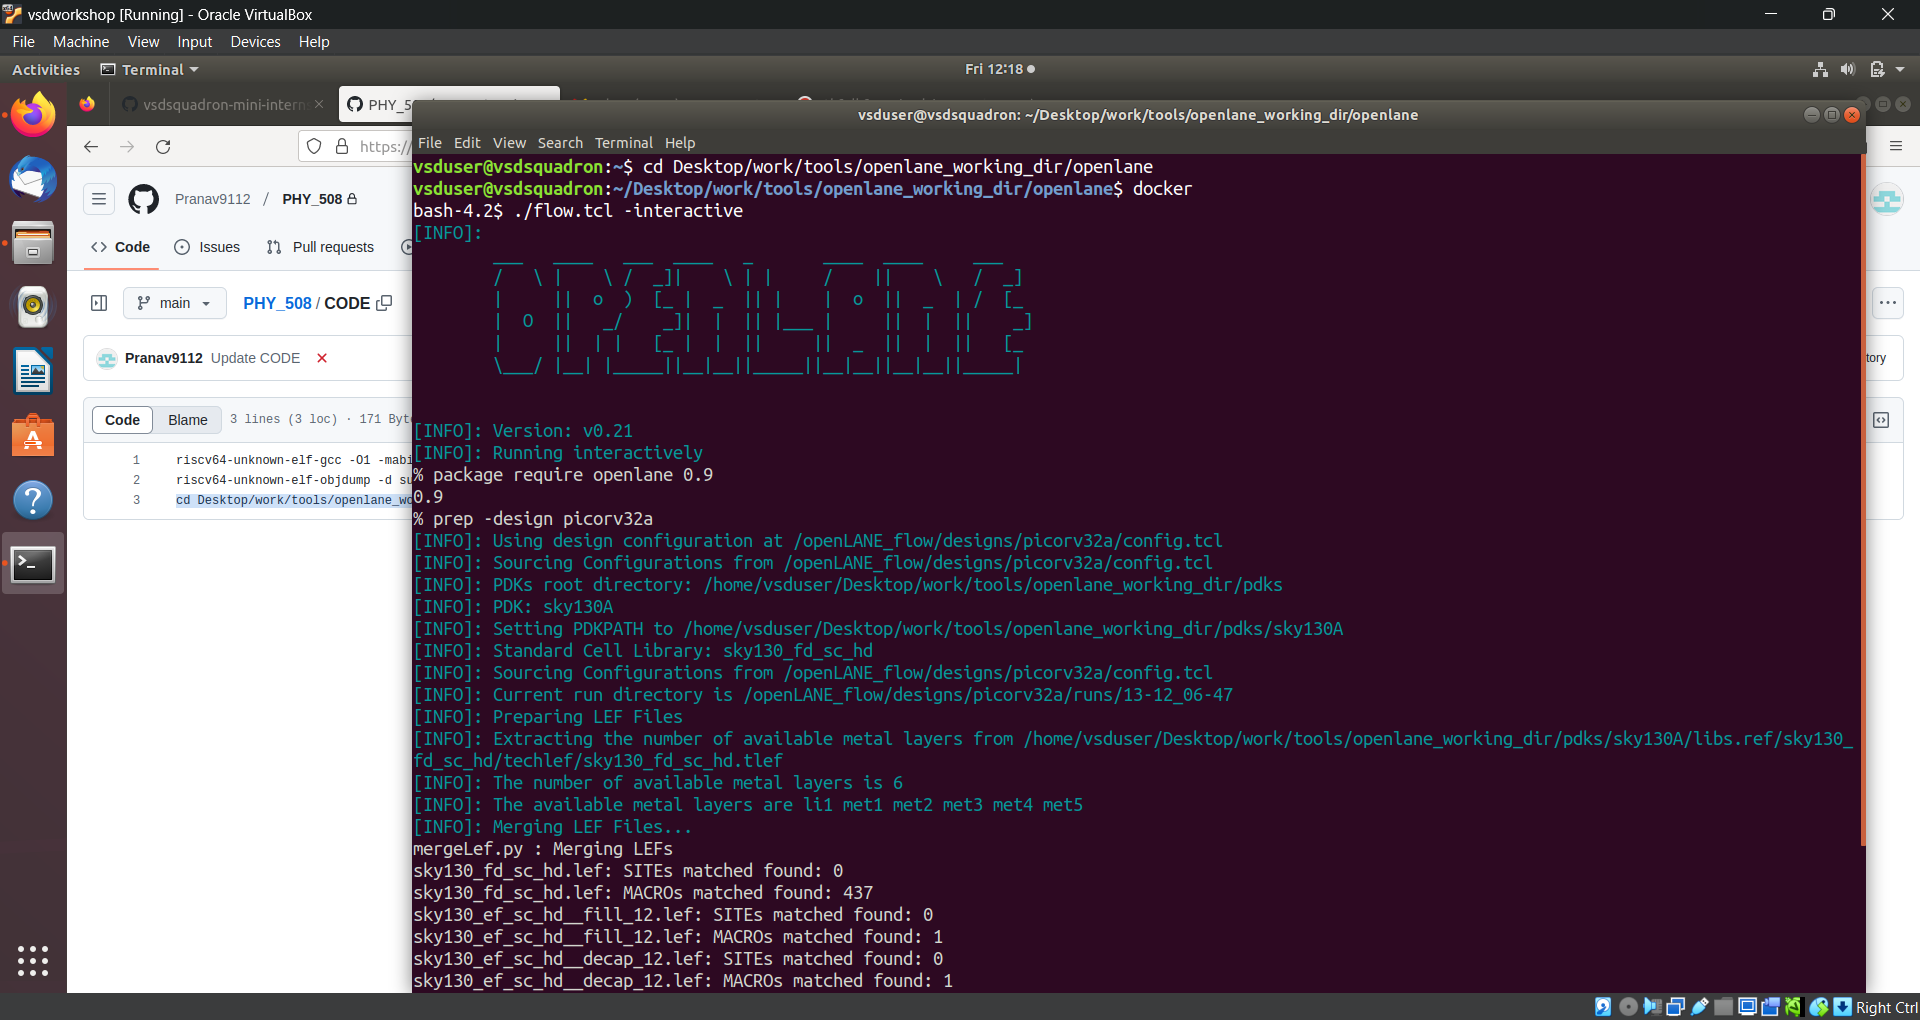 vsdworkshop [Running] - Oracle VirtualBox
File Machine View Input Devices Help
Activities Terminal Fri 12:18
vsdsquadron-mini-intern
PHY_50
vsduser@vsdsquadron: ~/Desktop/work/tools/openlane_working_dir/openlane
https://
Pranav9112 / PHY_508
Code Issues Pull requests
main PHY_508 / CODE
Pranav9112 Update CODE
tory
Code Blame 3 lines (3 loc) · 171 Byt
1 riscv64-unknown-elf-gcc -O1 -mabi
2 riscv64-unknown-elf-objdump -d su
3 cd Desktop/work/tools/openlane_wo
File Edit View Search Terminal Help
vsduser@vsdsquadron:~$ cd Desktop/work/tools/openlane_working_dir/openlane
vsduser@vsdsquadron:~/Desktop/work/tools/openlane_working_dir/openlane$ docker
bash-4.2$ ./flow.tcl -interactive
[INFO]:
OPENLANE
[INFO]: Version: v0.21
[INFO]: Running interactively
% package require openlane 0.9
0.9
% prep -design picorv32a
[INFO]: Using design configuration at /openLANE_flow/designs/picorv32a/config.tcl
[INFO]: Sourcing Configurations from /openLANE_flow/designs/picorv32a/config.tcl
[INFO]: PDKs root directory: /home/vsduser/Desktop/work/tools/openlane_working_dir/pdks
[INFO]: PDK: sky130A
[INFO]: Setting PDKPATH to /home/vsduser/Desktop/work/tools/openlane_working_dir/pdks/sky130A
[INFO]: Standard Cell Library: sky130_fd_sc_hd
[INFO]: Sourcing Configurations from /openLANE_flow/designs/picorv32a/config.tcl
[INFO]: Current run directory is /openLANE_flow/designs/picorv32a/runs/13-12_06-47
[INFO]: Preparing LEF Files
[INFO]: Extracting the number of available metal layers from /home/vsduser/Desktop/work/tools/openlane_working_dir/pdks/sky130A/libs.ref/sky130_
fd_sc_hd/techlef/sky130_fd_sc_hd.tlef
[INFO]: The number of available metal layers is 6
[INFO]: The available metal layers are li1 met1 met2 met3 met4 met5
[INFO]: Merging LEF Files...
mergeLef.py : Merging LEFs
sky130_fd_sc_hd.lef: SITEs matched found: 0
sky130_fd_sc_hd.lef: MACROs matched found: 437
sky130_ef_sc_hd__fill_12.lef: SITEs matched found: 0
sky130_ef_sc_hd__fill_12.lef: MACROs matched found: 1
sky130_ef_sc_hd__decap_12.lef: SITEs matched found: 0
sky130_ef_sc_hd__decap_12.lef: MACROs matched found: 1
Right Ctrl